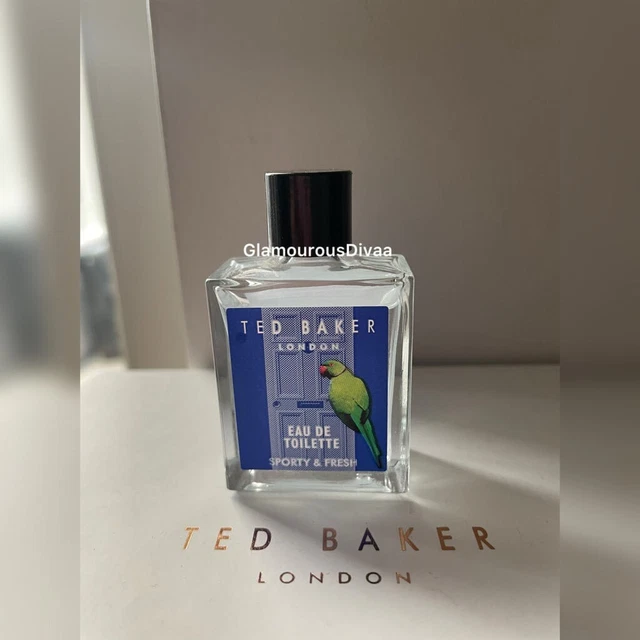 GlamourousDivaa
TED BAKER
LONDON
EAU DE
TOILETTE
SPORTY & FRESH
TED BAKER
LONDON